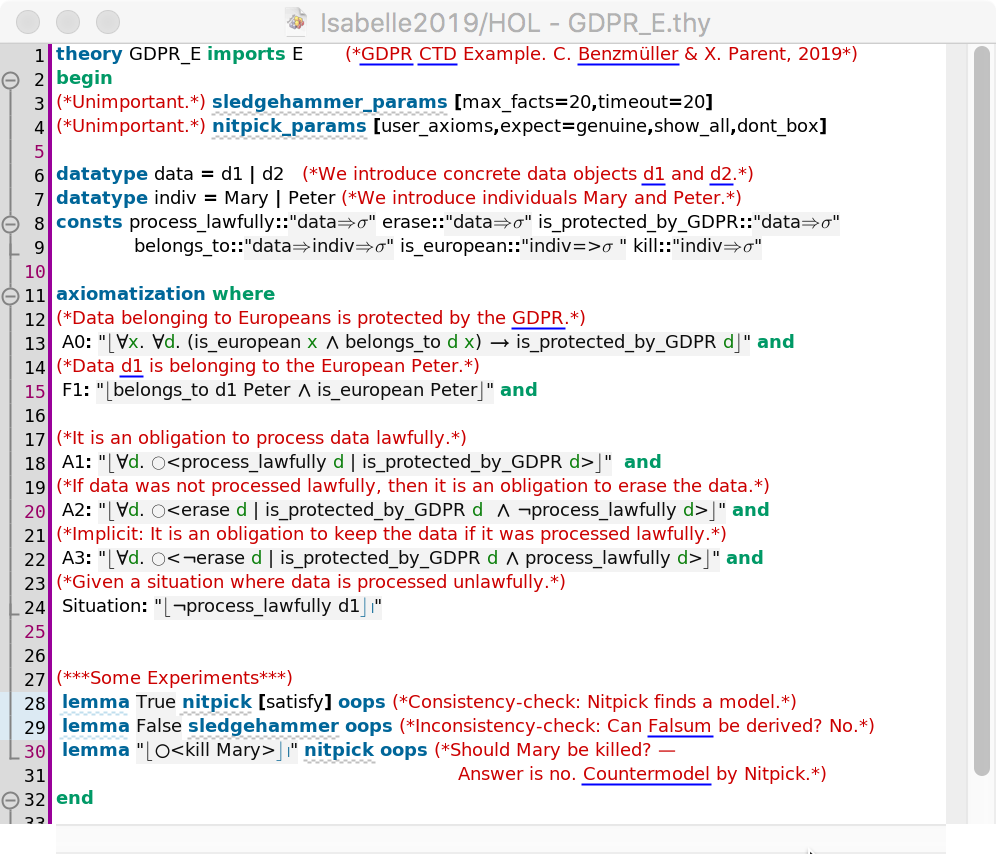 Isabelle2019/HOL - GDPR_E.thy
1 theory GDPR_E imports E (*GDPR CTD Example. C. Benzmüller & X. Parent, 2019*)
2 begin
3 (*Unimportant.*) sledgehammer_params [max_facts=20,timeout=20]
4 (*Unimportant.*) nitpick_params [user_axioms,expect=genuine,show_all,dont_box]
5
6 datatype data = d1 | d2 (*We introduce concrete data objects d1 and d2.*)
7 datatype indiv = Mary | Peter (*We introduce individuals Mary and Peter.*)
8 consts process_lawfully::"data⇒σ" erase::"data⇒σ" is_protected_by_GDPR::"data⇒σ"
9 belongs_to::"data⇒indiv⇒σ" is_european::"indiv=>σ " kill::"indiv⇒σ"
10
11 axiomatization where
12 (*Data belonging to Europeans is protected by the GDPR.*)
13 A0: "⌊∀x. ∀d. (is_european x ∧ belongs_to d x) → is_protected_by_GDPR d⌋" and
14 (*Data d1 is belonging to the European Peter.*)
15 F1: "⌊belongs_to d1 Peter ∧ is_european Peter⌋" and
16
17 (*It is an obligation to process data lawfully.*)
18 A1: "⌊∀d. ○<process_lawfully d | is_protected_by_GDPR d>⌋" and
19 (*If data was not processed lawfully, then it is an obligation to erase the data.*)
20 A2: "⌊∀d. ○<erase d | is_protected_by_GDPR d ∧ ¬process_lawfully d>⌋" and
21 (*Implicit: It is an obligation to keep the data if it was processed lawfully.*)
22 A3: "⌊∀d. ○<¬erase d | is_protected_by_GDPR d ∧ process_lawfully d>⌋" and
23 (*Given a situation where data is processed unlawfully.*)
24 Situation: "⌊¬process_lawfully d1⌋ₗ"
25
26
27 (***Some Experiments***)
28 lemma True nitpick [satisfy] oops (*Consistency-check: Nitpick finds a model.*)
29 lemma False sledgehammer oops (*Inconsistency-check: Can Falsum be derived? No.*)
30 lemma "⌊○<kill Mary>⌋ₗ" nitpick oops (*Should Mary be killed? —
31 Answer is no. Countermodel by Nitpick.*)
32 end
33